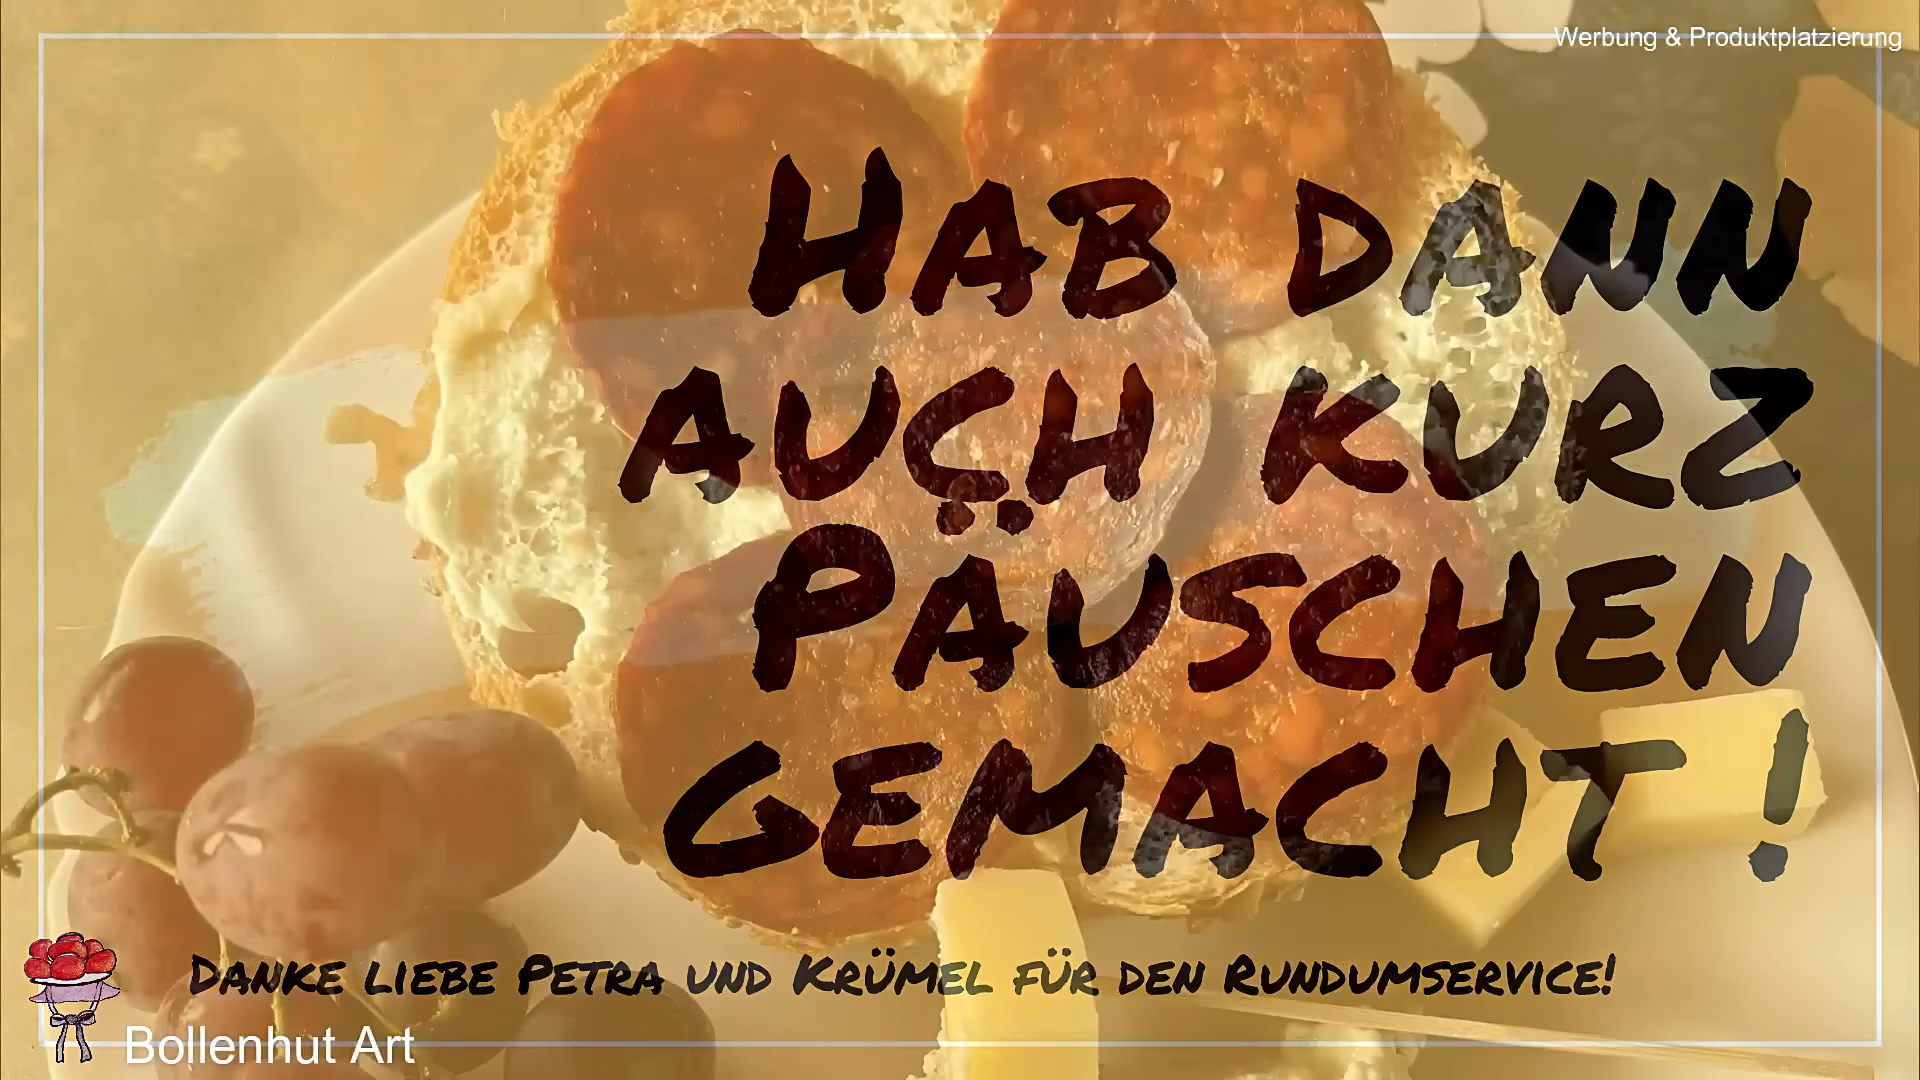 Werbung & Produktplatzierung
HAB DANN
AUCH KURZ
PÄUSCHEN
GEMACHT !
DANKE LIEBE PETRA UND KRÜMEL FÜR DEN RUNDUMSERVICE!
Bollenhut Art